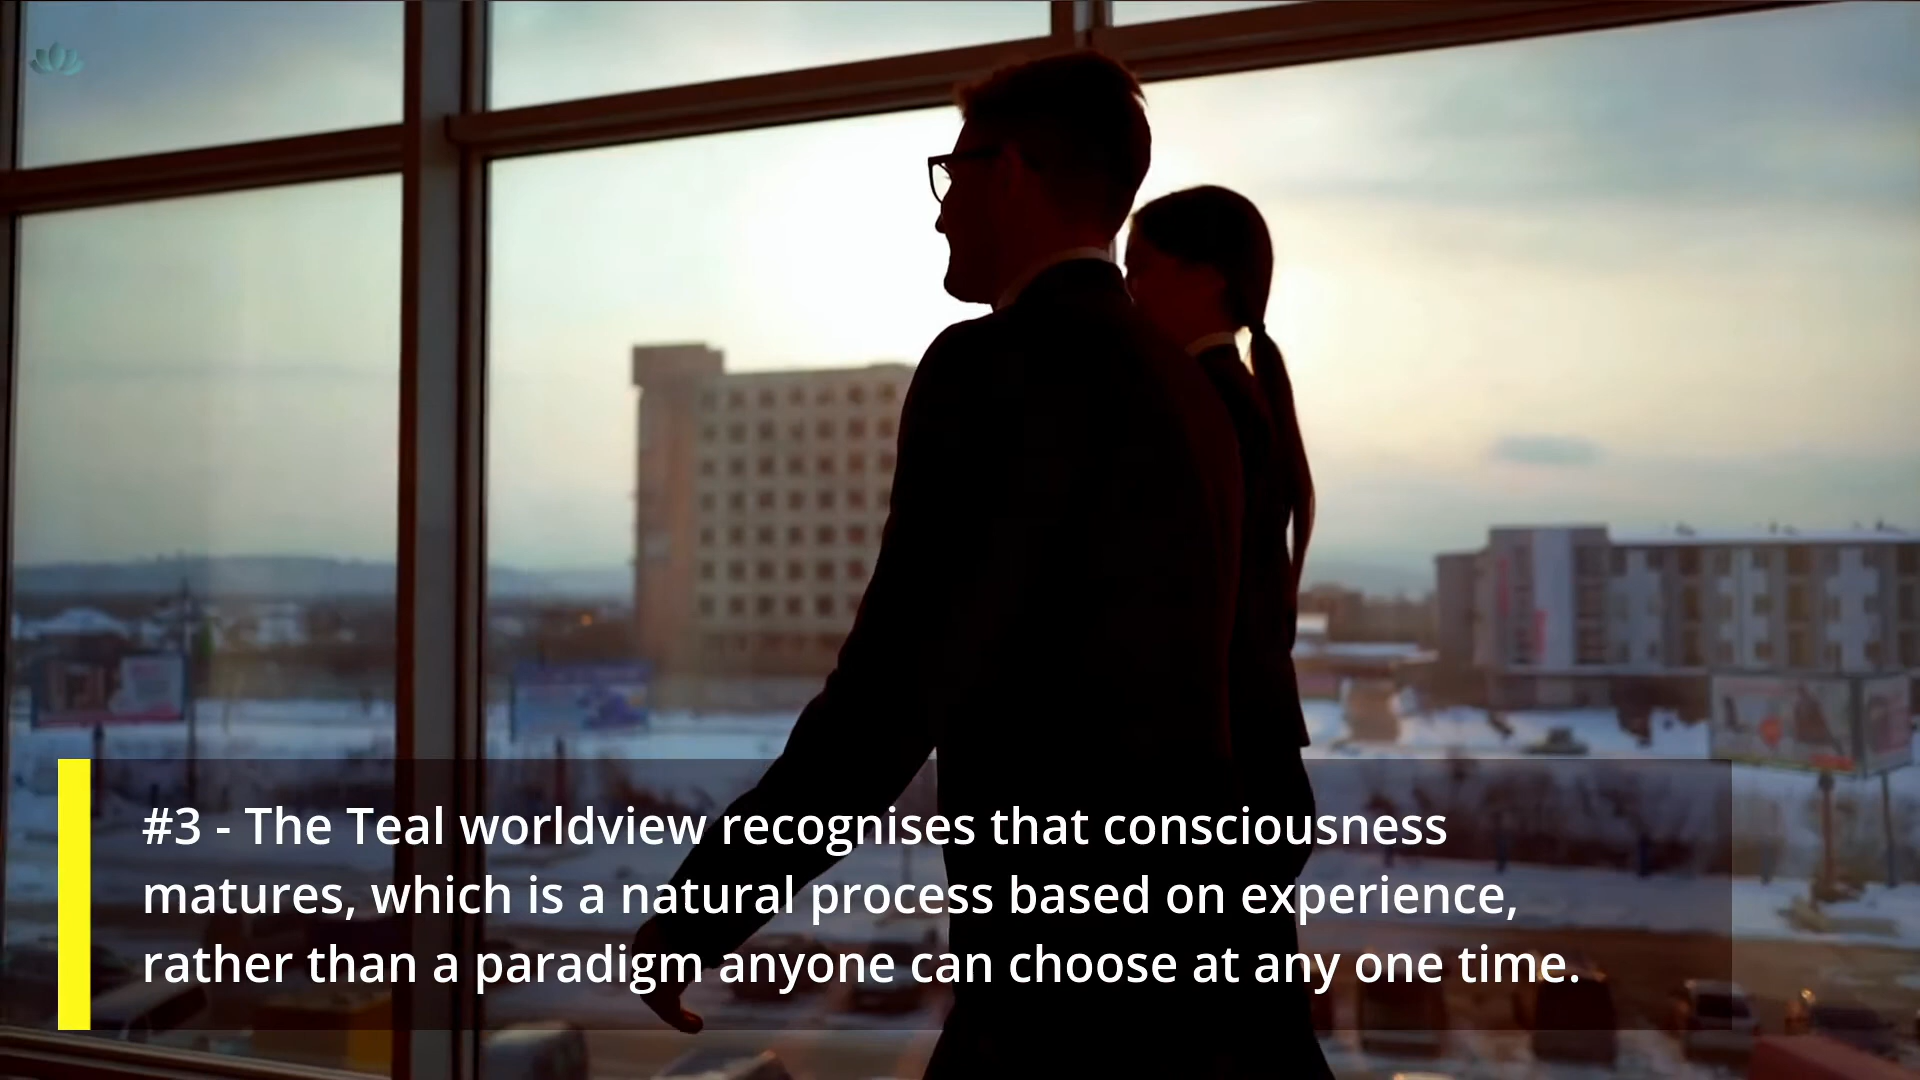 #3 - The Teal worldview recognises that consciousness
matures, which is a natural process based on experience,
rather than a paradigm anyone can choose at any one time.